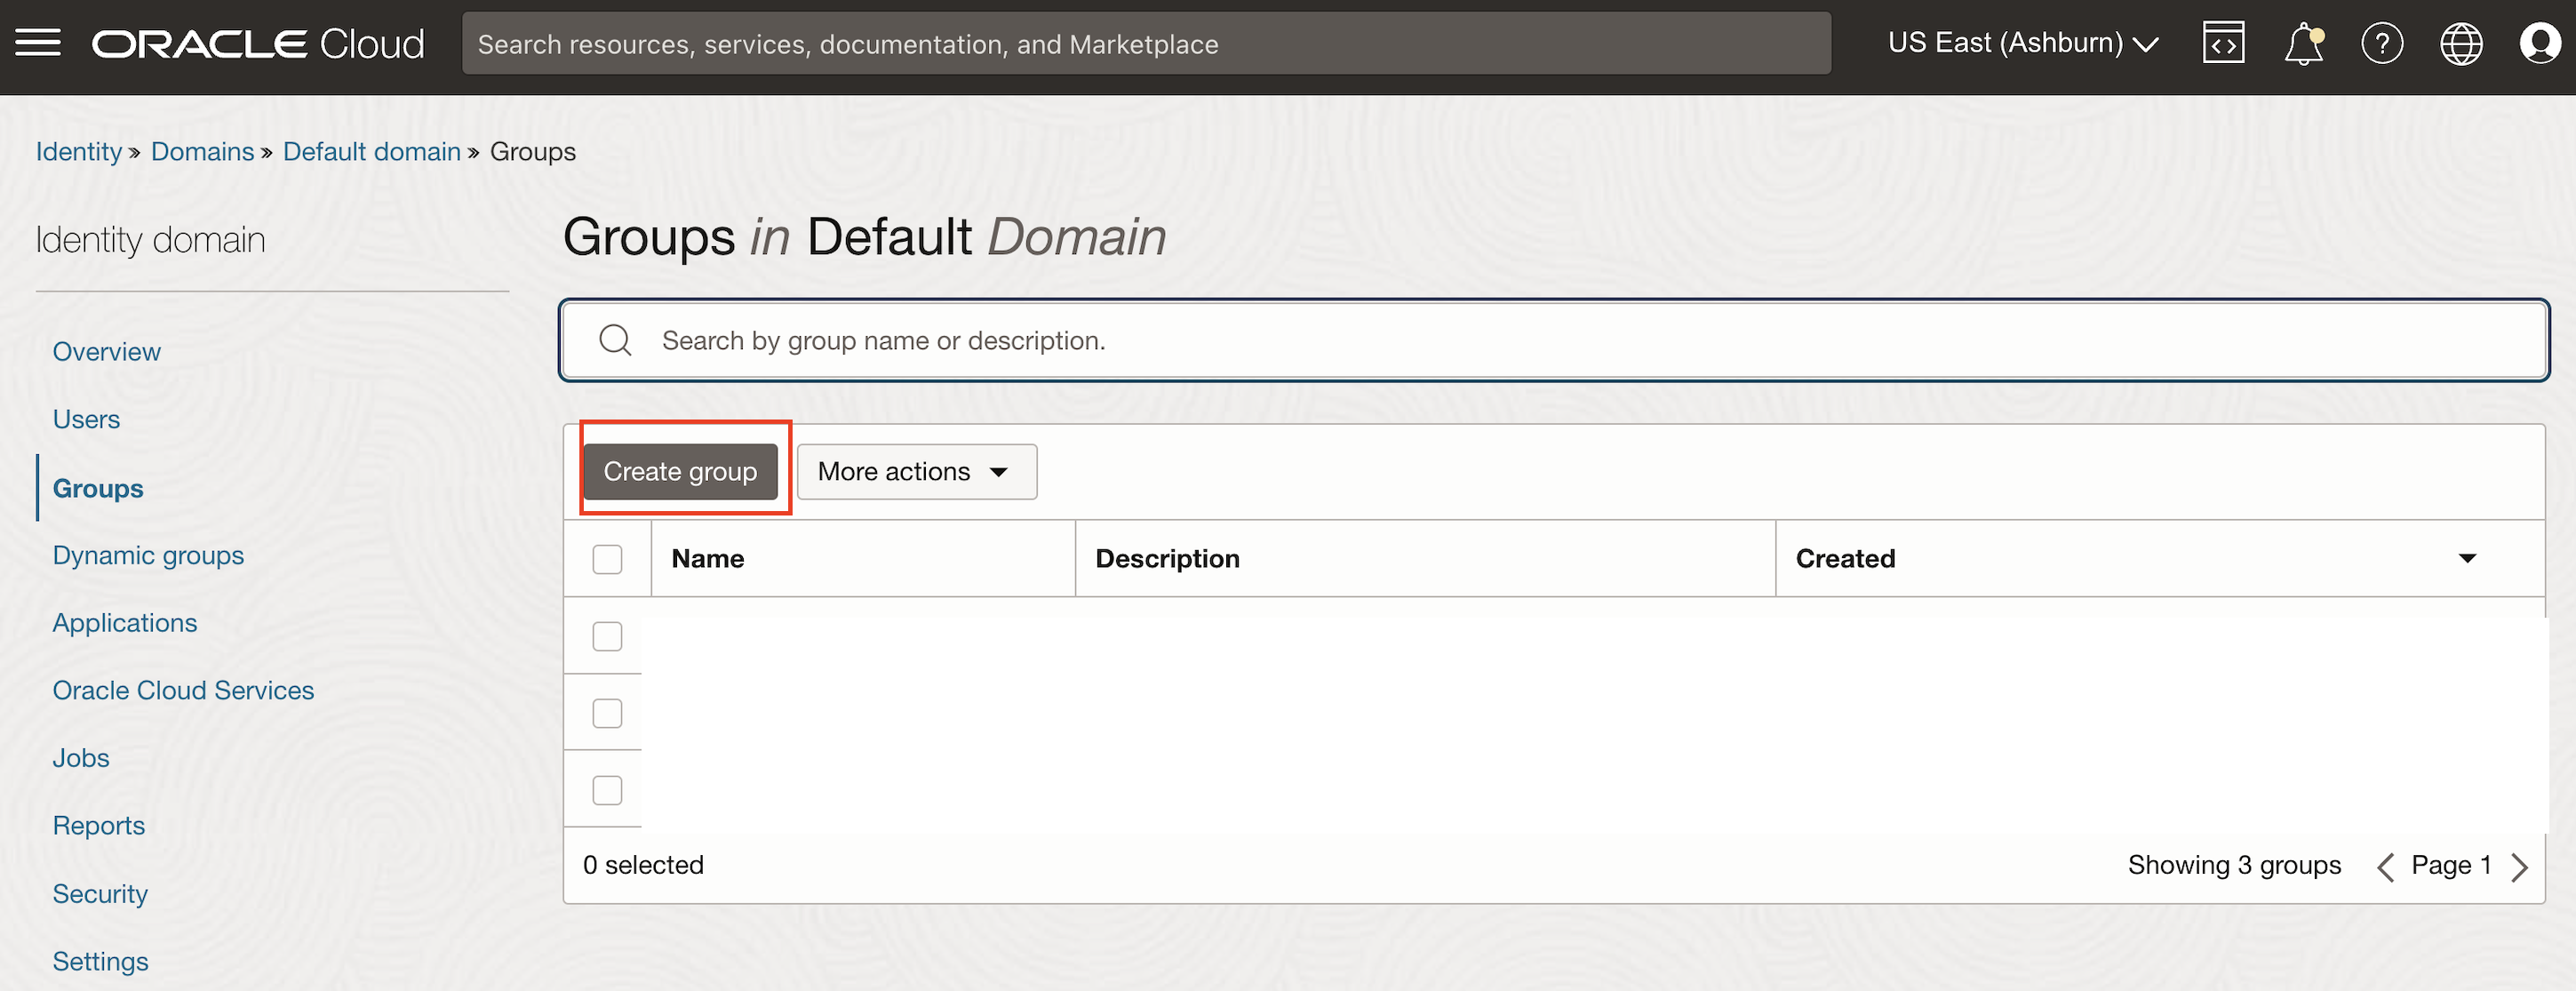 ORACLE Cloud
Search resources, services, documentation, and Marketplace
US East (Ashburn)
Identity » Domains » Default domain » Groups
Identity domain
Overview
Users
Groups
Dynamic groups
Applications
Oracle Cloud Services
Jobs
Reports
Security
Settings
Groups in Default Domain
Search by group name or description.
Create group
More actions
Name Description Created
0 selected
Showing 3 groups
Page 1